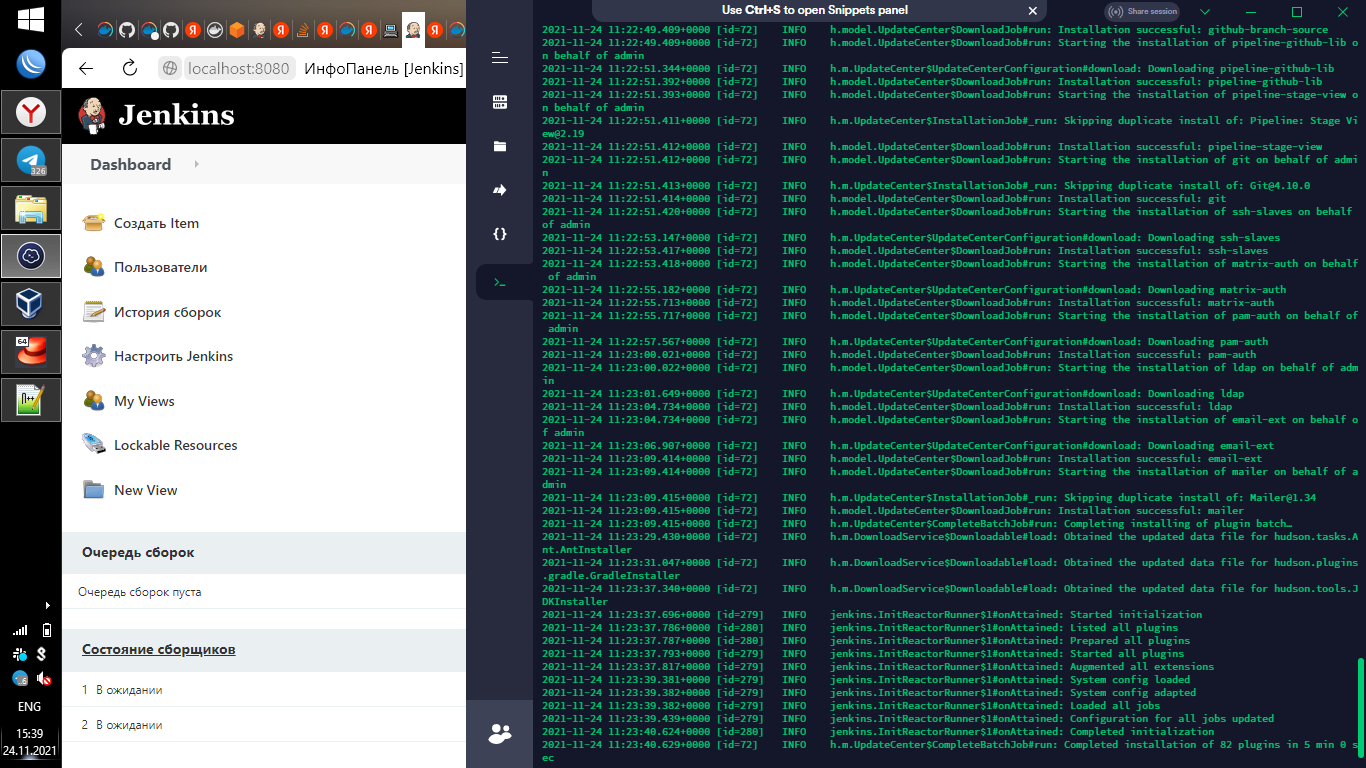 326
64
N++
6
ENG
15:39
24.11.2021
Я
Я
Я
Я
Я
Я
localhost:8080 ИнфоПанель [Jenkins]
Jenkins
Dashboard
Создать Item
Пользователи
История сборок
Настроить Jenkins
My Views
Lockable Resources
New View
Очередь сборок
Очередь сборок пуста
Состояние сборщиков
1 В ожидании
2 В ожидании
Use Ctrl+S to open Snippets panel
Share session
2021-11-24 11:22:49.409+0000 [id=72] INFO h.model.UpdateCenter$DownloadJob#run: Installation successful: github-branch-source
2021-11-24 11:22:49.409+0000 [id=72] INFO h.model.UpdateCenter$DownloadJob#run: Starting the installation of pipeline-github-lib o
n behalf of admin
2021-11-24 11:22:51.344+0000 [id=72] INFO h.m.UpdateCenter$UpdateCenterConfiguration#download: Downloading pipeline-github-lib
2021-11-24 11:22:51.392+0000 [id=72] INFO h.model.UpdateCenter$DownloadJob#run: Installation successful: pipeline-github-lib
2021-11-24 11:22:51.393+0000 [id=72] INFO h.model.UpdateCenter$DownloadJob#run: Starting the installation of pipeline-stage-view o
n behalf of admin
2021-11-24 11:22:51.411+0000 [id=72] INFO h.m.UpdateCenter$InstallationJob#_run: Skipping duplicate install of: Pipeline: Stage Vi
ew@2.19
2021-11-24 11:22:51.412+0000 [id=72] INFO h.model.UpdateCenter$DownloadJob#run: Installation successful: pipeline-stage-view
2021-11-24 11:22:51.412+0000 [id=72] INFO h.model.UpdateCenter$DownloadJob#run: Starting the installation of git on behalf of admi
n
2021-11-24 11:22:51.413+0000 [id=72] INFO h.m.UpdateCenter$InstallationJob#_run: Skipping duplicate install of: Git@4.10.0
2021-11-24 11:22:51.414+0000 [id=72] INFO h.model.UpdateCenter$DownloadJob#run: Installation successful: git
2021-11-24 11:22:51.420+0000 [id=72] INFO h.model.UpdateCenter$DownloadJob#run: Starting the installation of ssh-slaves on behalf
of admin
2021-11-24 11:22:53.147+0000 [id=72] INFO h.m.UpdateCenter$UpdateCenterConfiguration#download: Downloading ssh-slaves
2021-11-24 11:22:53.417+0000 [id=72] INFO h.model.UpdateCenter$DownloadJob#run: Installation successful: ssh-slaves
2021-11-24 11:22:53.418+0000 [id=72] INFO h.model.UpdateCenter$DownloadJob#run: Starting the installation of matrix-auth on behalf
of admin
2021-11-24 11:22:55.182+0000 [id=72] INFO h.m.UpdateCenter$UpdateCenterConfiguration#download: Downloading matrix-auth
2021-11-24 11:22:55.713+0000 [id=72] INFO h.model.UpdateCenter$DownloadJob#run: Installation successful: matrix-auth
2021-11-24 11:22:55.717+0000 [id=72] INFO h.model.UpdateCenter$DownloadJob#run: Starting the installation of pam-auth on behalf of
admin
2021-11-24 11:22:57.567+0000 [id=72] INFO h.m.UpdateCenter$UpdateCenterConfiguration#download: Downloading pam-auth
2021-11-24 11:23:00.021+0000 [id=72] INFO h.model.UpdateCenter$DownloadJob#run: Installation successful: pam-auth
2021-11-24 11:23:00.022+0000 [id=72] INFO h.model.UpdateCenter$DownloadJob#run: Starting the installation of ldap on behalf of adm
in
2021-11-24 11:23:01.649+0000 [id=72] INFO h.m.UpdateCenter$UpdateCenterConfiguration#download: Downloading ldap
2021-11-24 11:23:04.734+0000 [id=72] INFO h.model.UpdateCenter$DownloadJob#run: Installation successful: ldap
2021-11-24 11:23:04.734+0000 [id=72] INFO h.model.UpdateCenter$DownloadJob#run: Starting the installation of email-ext on behalf o
f admin
2021-11-24 11:23:06.907+0000 [id=72] INFO h.m.UpdateCenter$UpdateCenterConfiguration#download: Downloading email-ext
2021-11-24 11:23:09.414+0000 [id=72] INFO h.model.UpdateCenter$DownloadJob#run: Installation successful: email-ext
2021-11-24 11:23:09.414+0000 [id=72] INFO h.model.UpdateCenter$DownloadJob#run: Starting the installation of mailer on behalf of a
dmin
2021-11-24 11:23:09.415+0000 [id=72] INFO h.m.UpdateCenter$InstallationJob#_run: Skipping duplicate install of: Mailer@1.34
2021-11-24 11:23:09.415+0000 [id=72] INFO h.model.UpdateCenter$DownloadJob#run: Installation successful: mailer
2021-11-24 11:23:09.415+0000 [id=72] INFO h.m.UpdateCenter$CompleteBatchJob#run: Completing installing of plugin batch…
2021-11-24 11:23:29.430+0000 [id=72] INFO h.m.DownloadService$Downloadable#load: Obtained the updated data file for hudson.tasks.A
nt.AntInstaller
2021-11-24 11:23:31.047+0000 [id=72] INFO h.m.DownloadService$Downloadable#load: Obtained the updated data file for hudson.plugins
.gradle.GradleInstaller
2021-11-24 11:23:37.340+0000 [id=72] INFO h.m.DownloadService$Downloadable#load: Obtained the updated data file for hudson.tools.J
DKInstaller
2021-11-24 11:23:37.696+0000 [id=279] INFO jenkins.InitReactorRunner$1#onAttained: Started initialization
2021-11-24 11:23:37.786+0000 [id=280] INFO jenkins.InitReactorRunner$1#onAttained: Listed all plugins
2021-11-24 11:23:37.787+0000 [id=280] INFO jenkins.InitReactorRunner$1#onAttained: Prepared all plugins
2021-11-24 11:23:37.793+0000 [id=279] INFO jenkins.InitReactorRunner$1#onAttained: Started all plugins
2021-11-24 11:23:37.817+0000 [id=279] INFO jenkins.InitReactorRunner$1#onAttained: Augmented all extensions
2021-11-24 11:23:39.381+0000 [id=279] INFO jenkins.InitReactorRunner$1#onAttained: System config loaded
2021-11-24 11:23:39.382+0000 [id=279] INFO jenkins.InitReactorRunner$1#onAttained: System config adapted
2021-11-24 11:23:39.382+0000 [id=279] INFO jenkins.InitReactorRunner$1#onAttained: Loaded all jobs
2021-11-24 11:23:39.439+0000 [id=279] INFO jenkins.InitReactorRunner$1#onAttained: Configuration for all jobs updated
2021-11-24 11:23:40.624+0000 [id=280] INFO jenkins.InitReactorRunner$1#onAttained: Completed initialization
2021-11-24 11:23:40.629+0000 [id=72] INFO h.m.UpdateCenter$CompleteBatchJob#run: Completed installation of 82 plugins in 5 min 0 s
ec